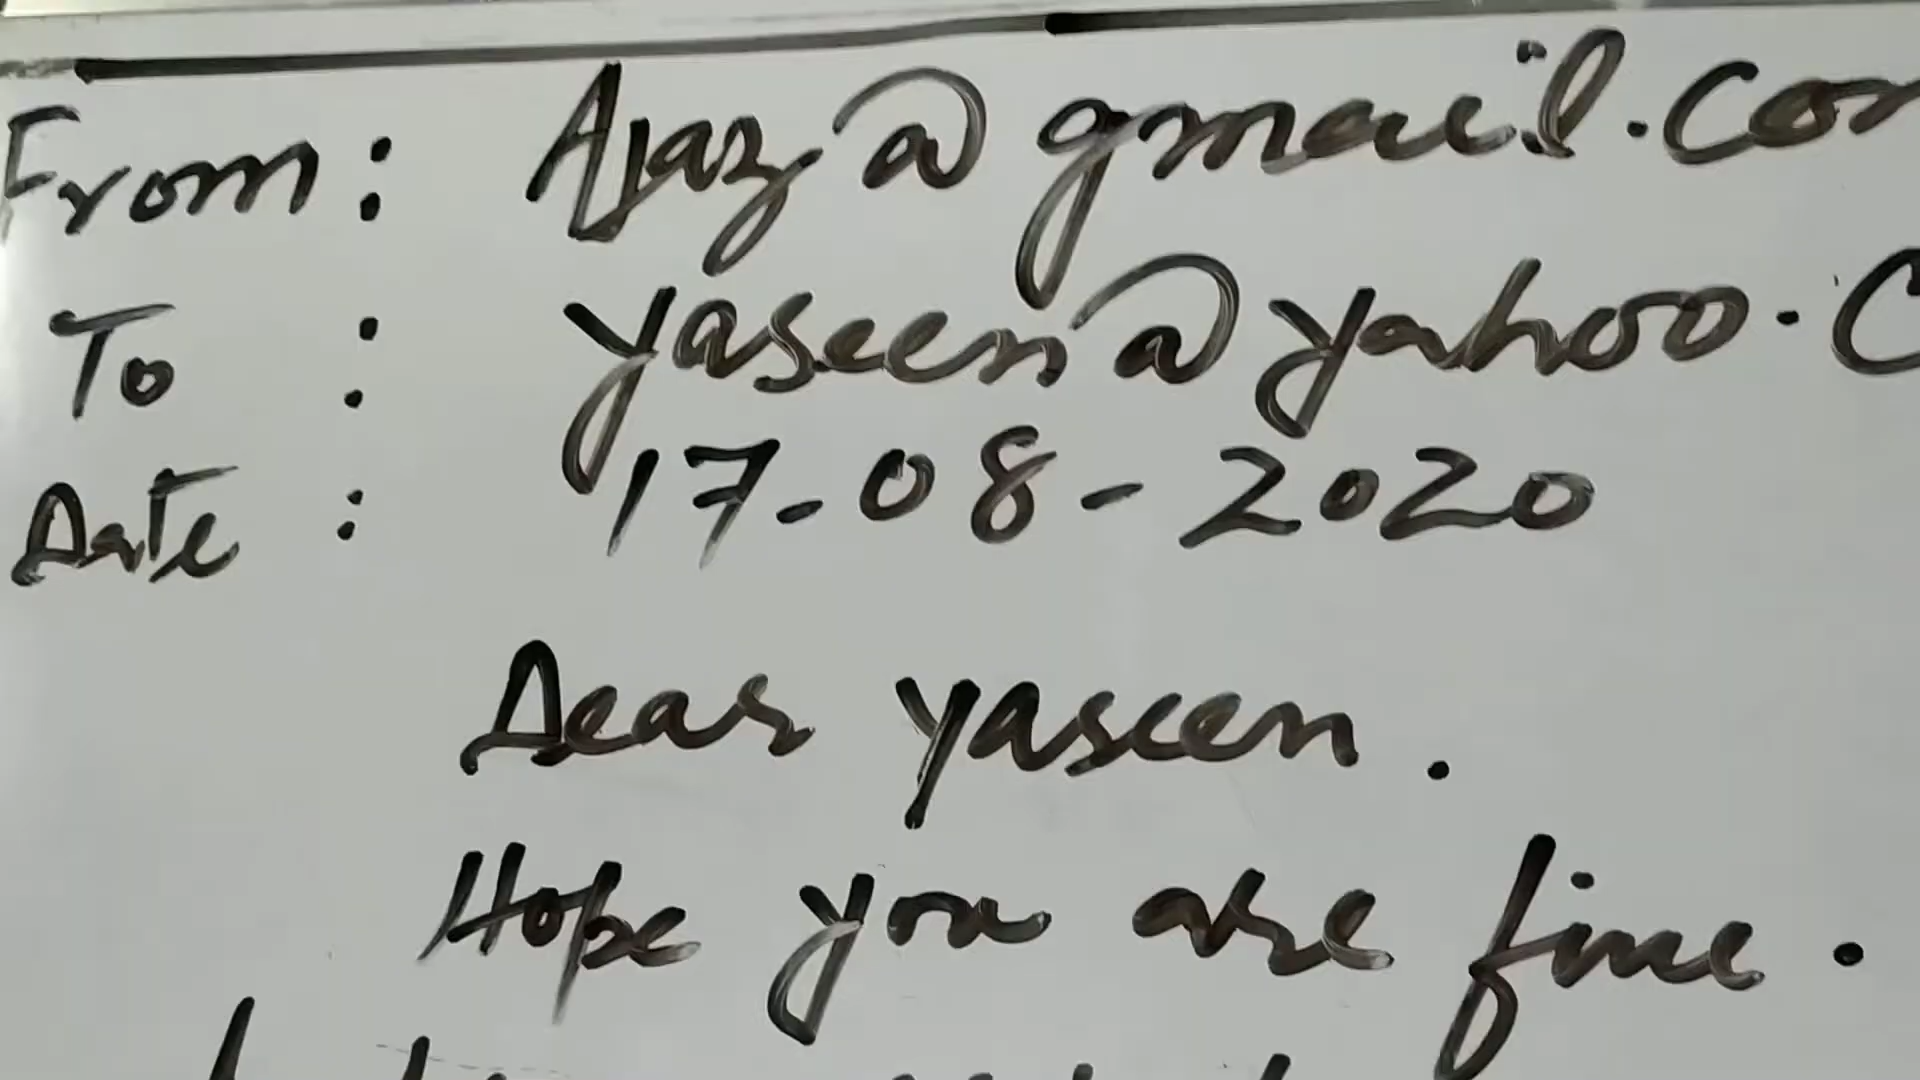 From : Ajaz@gmail.com
To : yaseen@yahoo.c
Date : 17-08-2020
Dear yaseen.
Hope you are fine.